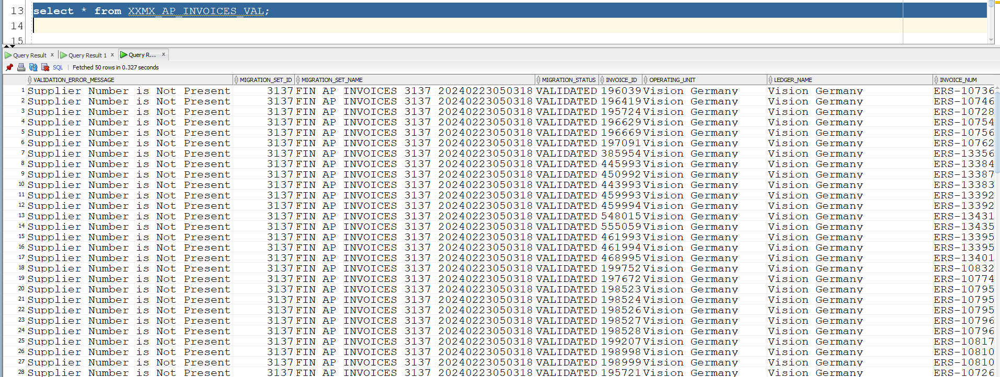 13 select * from XXMX_AP_INVOICES_VAL;
14
15
Query Result x Query Result 1 x Query R... x
SQL | Fetched 50 rows in 0.327 seconds
VALIDATION_ERROR_MESSAGE MIGRATION_SET_ID MIGRATION_SET_NAME MIGRATION_STATUS INVOICE_ID OPERATING_UNIT LEDGER_NAME INVOICE_NUM
1 Supplier Number is Not Present 3137 FIN AP INVOICES 3137 20240223050318 VALIDATED 196039 Vision Germany Vision Germany ERS-10736
2 Supplier Number is Not Present 3137 FIN AP INVOICES 3137 20240223050318 VALIDATED 196419 Vision Germany Vision Germany ERS-10746
3 Supplier Number is Not Present 3137 FIN AP INVOICES 3137 20240223050318 VALIDATED 195724 Vision Germany Vision Germany ERS-10728
4 Supplier Number is Not Present 3137 FIN AP INVOICES 3137 20240223050318 VALIDATED 196629 Vision Germany Vision Germany ERS-10754
5 Supplier Number is Not Present 3137 FIN AP INVOICES 3137 20240223050318 VALIDATED 196669 Vision Germany Vision Germany ERS-10756
6 Supplier Number is Not Present 3137 FIN AP INVOICES 3137 20240223050318 VALIDATED 197091 Vision Germany Vision Germany ERS-10762
7 Supplier Number is Not Present 3137 FIN AP INVOICES 3137 20240223050318 VALIDATED 385954 Vision Germany Vision Germany ERS-13356
8 Supplier Number is Not Present 3137 FIN AP INVOICES 3137 20240223050318 VALIDATED 445993 Vision Germany Vision Germany ERS-13384
9 Supplier Number is Not Present 3137 FIN AP INVOICES 3137 20240223050318 VALIDATED 450992 Vision Germany Vision Germany ERS-13387
10 Supplier Number is Not Present 3137 FIN AP INVOICES 3137 20240223050318 VALIDATED 443993 Vision Germany Vision Germany ERS-13383
11 Supplier Number is Not Present 3137 FIN AP INVOICES 3137 20240223050318 VALIDATED 459993 Vision Germany Vision Germany ERS-13392
12 Supplier Number is Not Present 3137 FIN AP INVOICES 3137 20240223050318 VALIDATED 459994 Vision Germany Vision Germany ERS-13392
13 Supplier Number is Not Present 3137 FIN AP INVOICES 3137 20240223050318 VALIDATED 548015 Vision Germany Vision Germany ERS-13431
14 Supplier Number is Not Present 3137 FIN AP INVOICES 3137 20240223050318 VALIDATED 555059 Vision Germany Vision Germany ERS-13435
15 Supplier Number is Not Present 3137 FIN AP INVOICES 3137 20240223050318 VALIDATED 461993 Vision Germany Vision Germany ERS-13395
16 Supplier Number is Not Present 3137 FIN AP INVOICES 3137 20240223050318 VALIDATED 461994 Vision Germany Vision Germany ERS-13395
17 Supplier Number is Not Present 3137 FIN AP INVOICES 3137 20240223050318 VALIDATED 468995 Vision Germany Vision Germany ERS-13401
18 Supplier Number is Not Present 3137 FIN AP INVOICES 3137 20240223050318 VALIDATED 199752 Vision Germany Vision Germany ERS-10832
19 Supplier Number is Not Present 3137 FIN AP INVOICES 3137 20240223050318 VALIDATED 197672 Vision Germany Vision Germany ERS-10774
20 Supplier Number is Not Present 3137 FIN AP INVOICES 3137 20240223050318 VALIDATED 198523 Vision Germany Vision Germany ERS-10795
21 Supplier Number is Not Present 3137 FIN AP INVOICES 3137 20240223050318 VALIDATED 198524 Vision Germany Vision Germany ERS-10795
22 Supplier Number is Not Present 3137 FIN AP INVOICES 3137 20240223050318 VALIDATED 198526 Vision Germany Vision Germany ERS-10795
23 Supplier Number is Not Present 3137 FIN AP INVOICES 3137 20240223050318 VALIDATED 198527 Vision Germany Vision Germany ERS-10796
24 Supplier Number is Not Present 3137 FIN AP INVOICES 3137 20240223050318 VALIDATED 198528 Vision Germany Vision Germany ERS-10796
25 Supplier Number is Not Present 3137 FIN AP INVOICES 3137 20240223050318 VALIDATED 199207 Vision Germany Vision Germany ERS-10817
26 Supplier Number is Not Present 3137 FIN AP INVOICES 3137 20240223050318 VALIDATED 198998 Vision Germany Vision Germany ERS-10810
27 Supplier Number is Not Present 3137 FIN AP INVOICES 3137 20240223050318 VALIDATED 198999 Vision Germany Vision Germany ERS-10810
28 Supplier Number is Not Present 3137 FIN AP INVOICES 3137 20240223050318 VALIDATED 195721 Vision Germany Vision Germany ERS-10726